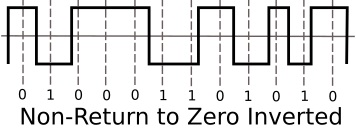 0 1 0 0 0 1 1 0 1 0 1 0
Non-Return to Zero Inverted